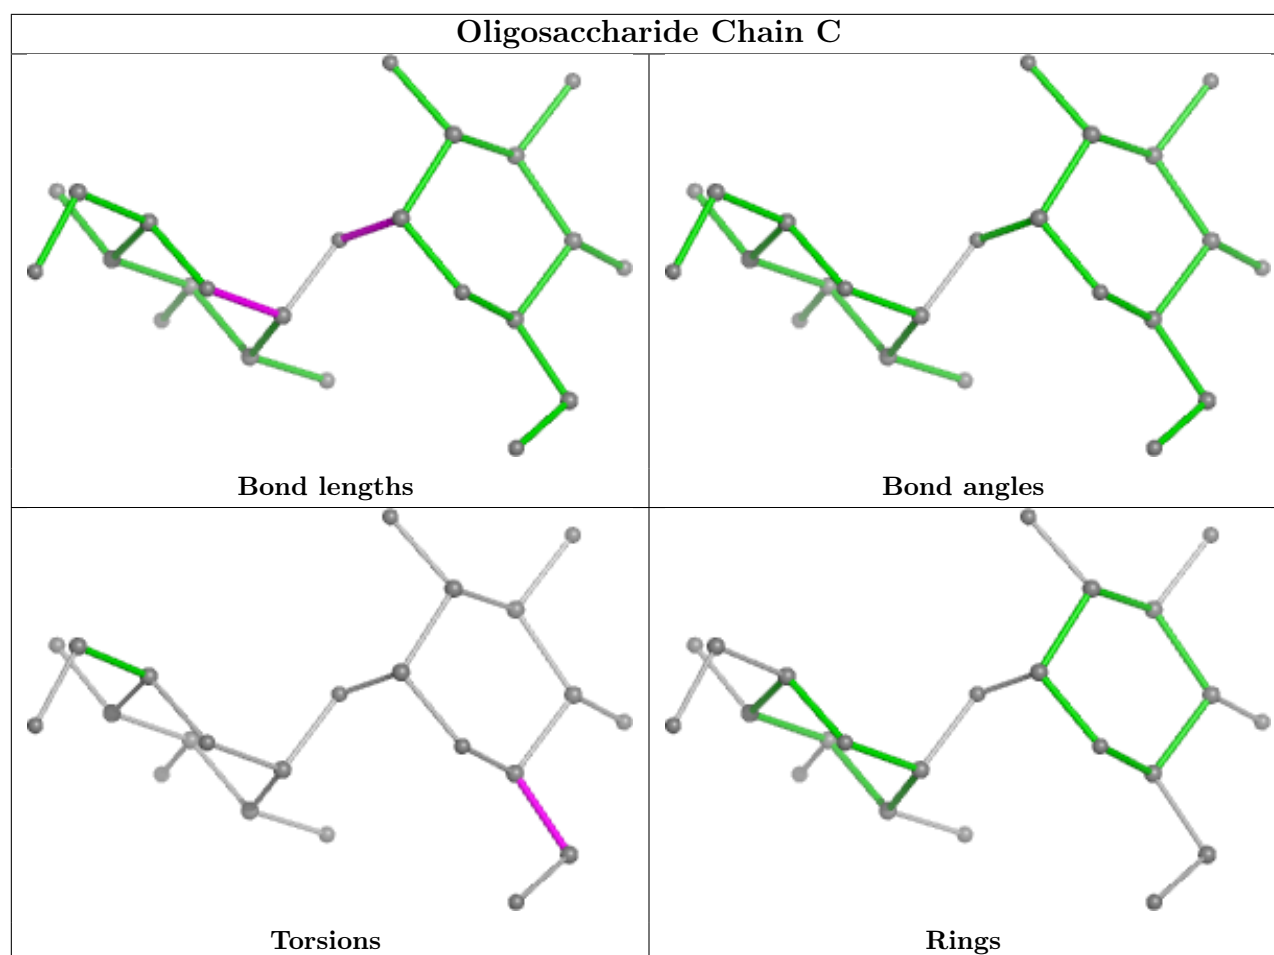 Oligosaccharide Chain C
Bond lengths
Bond angles
Torsions
Rings